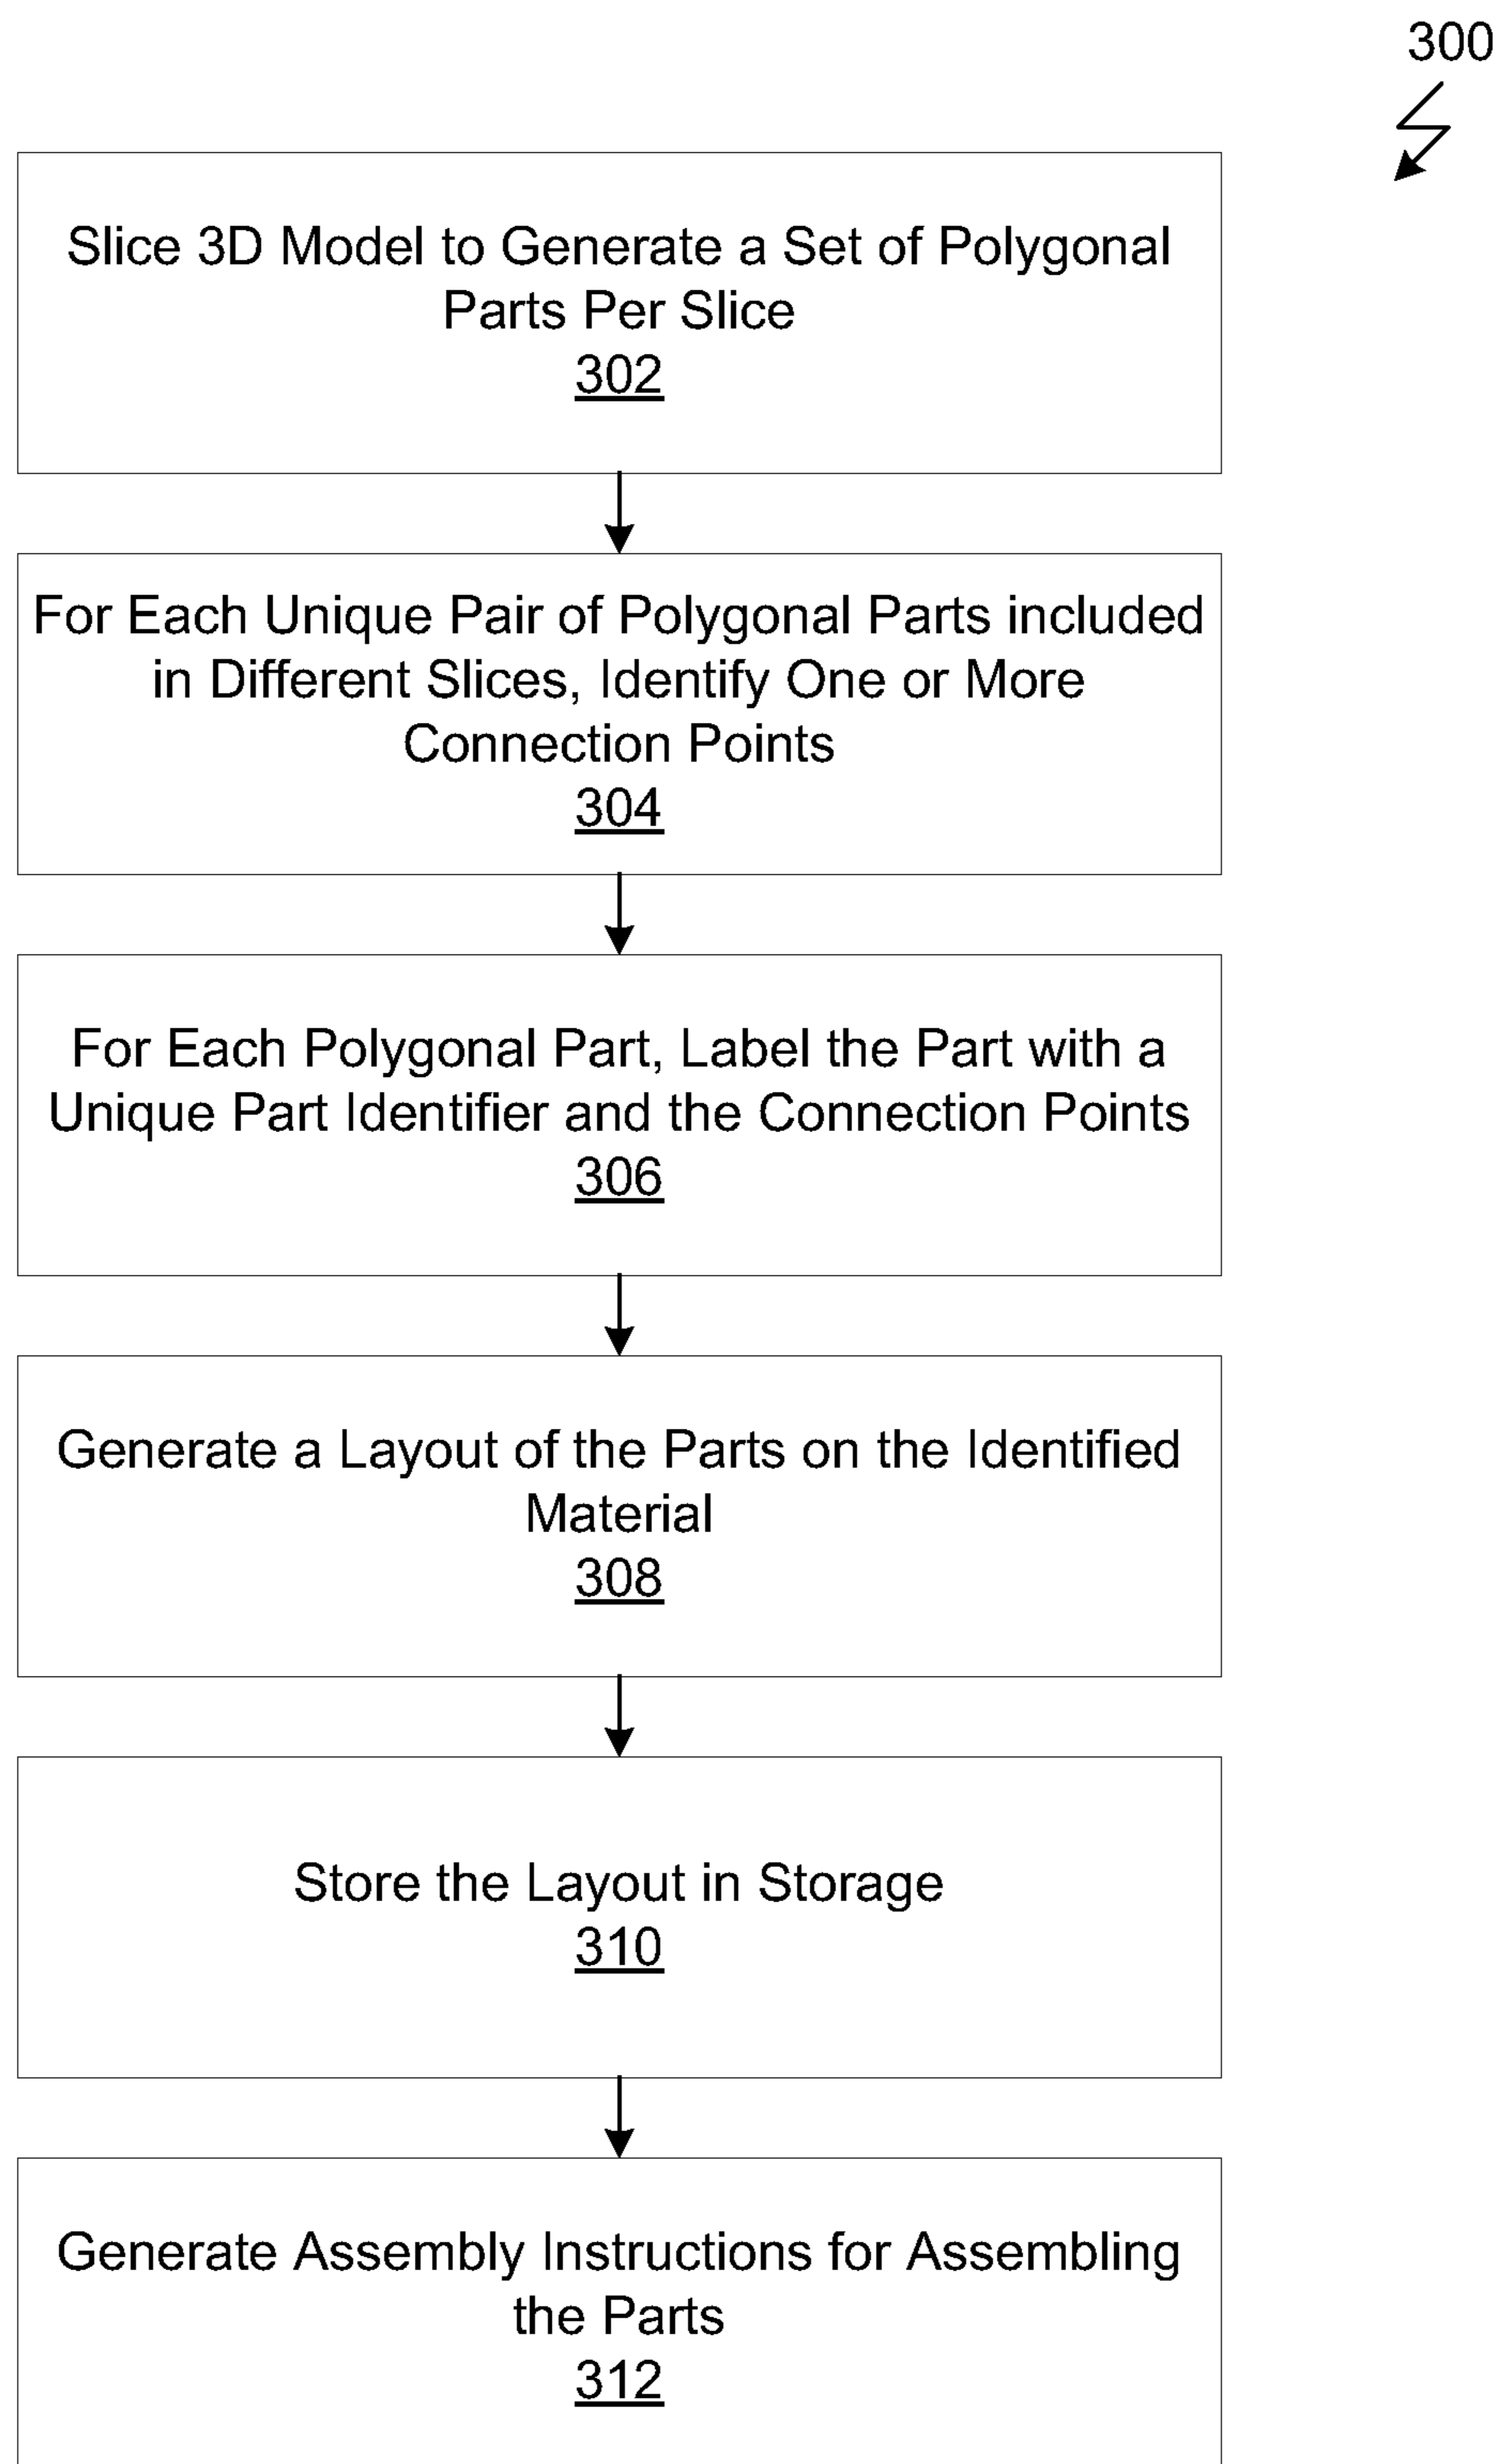 300
Slice 3D Model to Generate a Set of Polygonal
Parts Per Slice
302
For Each Unique Pair of Polygonal Parts included
in Different Slices, Identify One or More
Connection Points
304
For Each Polygonal Part, Label the Part with a
Unique Part Identifier and the Connection Points
306
Generate a Layout of the Parts on the Identified
Material
308
Store the Layout in Storage
310
Generate Assembly Instructions for Assembling
the Parts
312